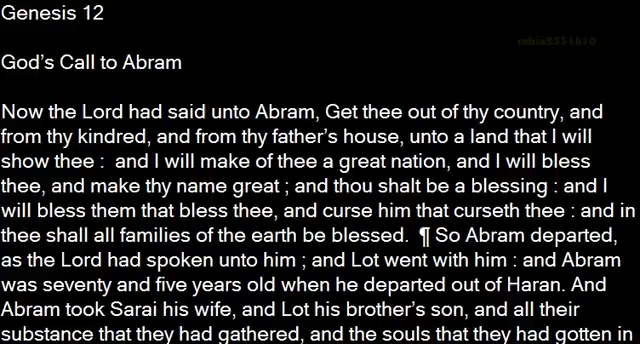 Genesis 12
robin5551610
God’s Call to Abram
Now the Lord had said unto Abram, Get thee out of thy country, and
from thy kindred, and from thy father’s house, unto a land that I will
show thee :  and I will make of thee a great nation, and I will bless
thee, and make thy name great ; and thou shalt be a blessing : and I
will bless them that bless thee, and curse him that curseth thee : and in
thee shall all families of the earth be blessed.  ¶ So Abram departed,
as the Lord had spoken unto him ; and Lot went with him : and Abram
was seventy and five years old when he departed out of Haran. And
Abram took Sarai his wife, and Lot his brother’s son, and all their
substance that they had gathered, and the souls that they had gotten in